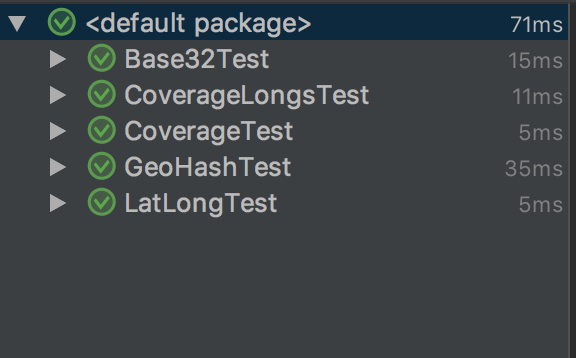 <default package> 71ms
Base32Test 15ms
CoverageLongsTest 11ms
CoverageTest 5ms
GeoHashTest 35ms
LatLongTest 5ms